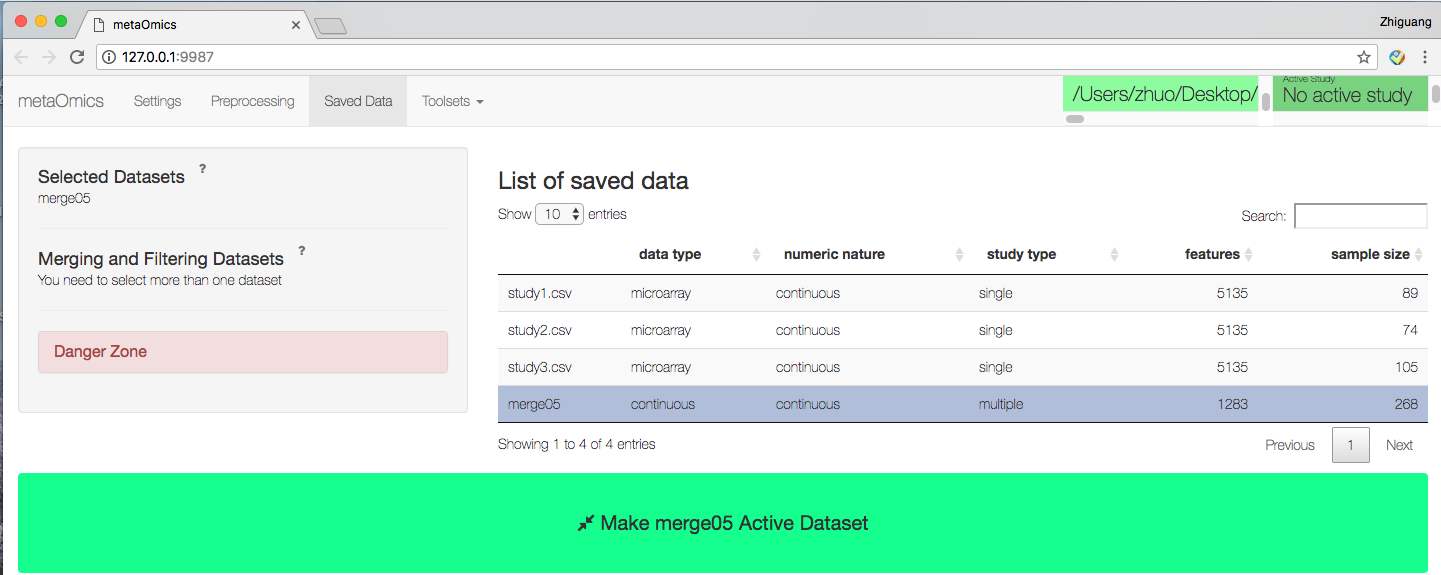 metaOmics
Zhiguang
127.0.0.1:9987
metaOmics Settings Preprocessing Saved Data Toolsets
/Users/zhuo/Desktop/
Active Study
No active study
Selected Datasets ?
merge05
Merging and Filtering Datasets ?
You need to select more than one dataset
Danger Zone
List of saved data
Show 10 entries
Search:
data type numeric nature study type features sample size
study1.csv microarray continuous single 5135 89
study2.csv microarray continuous single 5135 74
study3.csv microarray continuous single 5135 105
merge05 continuous continuous multiple 1283 268
Showing 1 to 4 of 4 entries
Previous 1 Next
Make merge05 Active Dataset